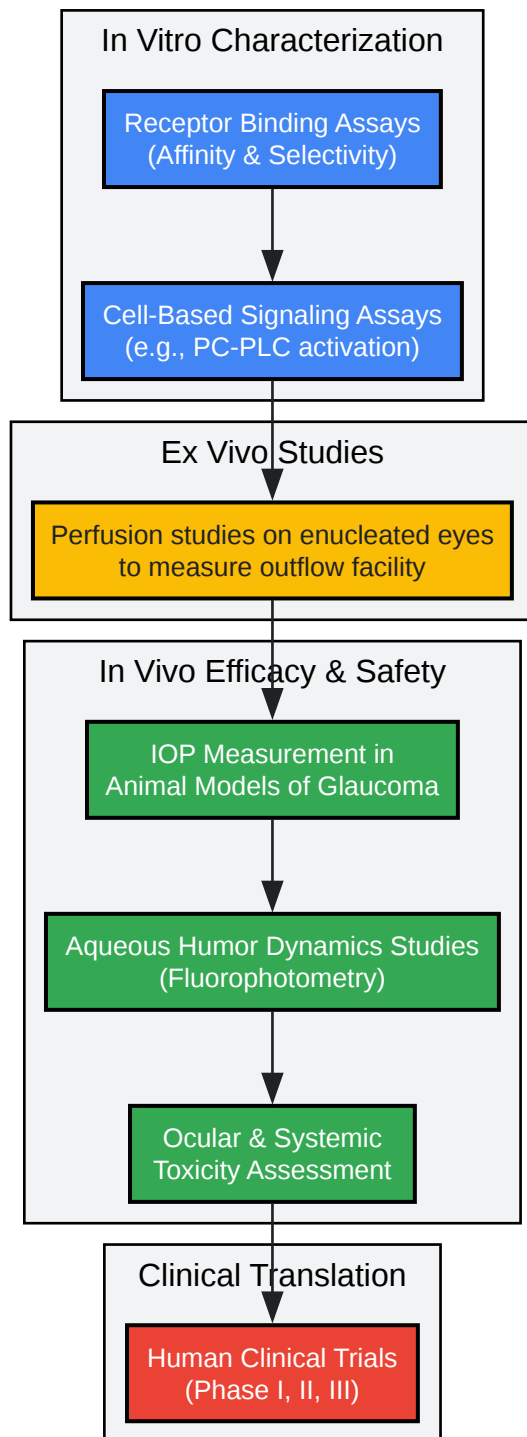 In Vitro Characterization
Receptor Binding Assays
(Affinity & Selectivity)
Cell-Based Signaling Assays
(e.g., PC-PLC activation)
Ex Vivo Studies
Perfusion studies on enucleated eyes
to measure outflow facility
In Vivo Efficacy & Safety
IOP Measurement in
Animal Models of Glaucoma
Aqueous Humor Dynamics Studies
(Fluorophotometry)
Ocular & Systemic
Toxicity Assessment
Clinical Translation
Human Clinical Trials
(Phase I, II, III)